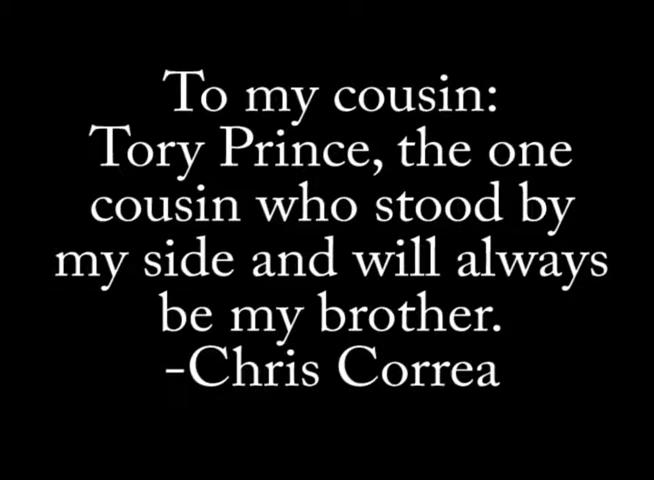 To my cousin:
Tory Prince, the one
cousin who stood by
my side and will always
be my brother.
-Chris Correa